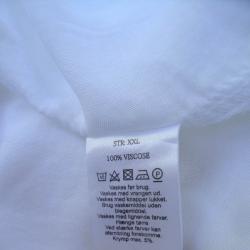 STR: XXL
100% VISCOSE
Vaskes før brug.
Vaskes med vrangen ud.
Vaskes med knapper lukket.
Brug vaskemiddel uden
blegemiddel.
Vaskes med lignende farver.
Hænge tørre.
Ved stærke farver kan
afsmitning forekomme.
Krymp max. 5%.